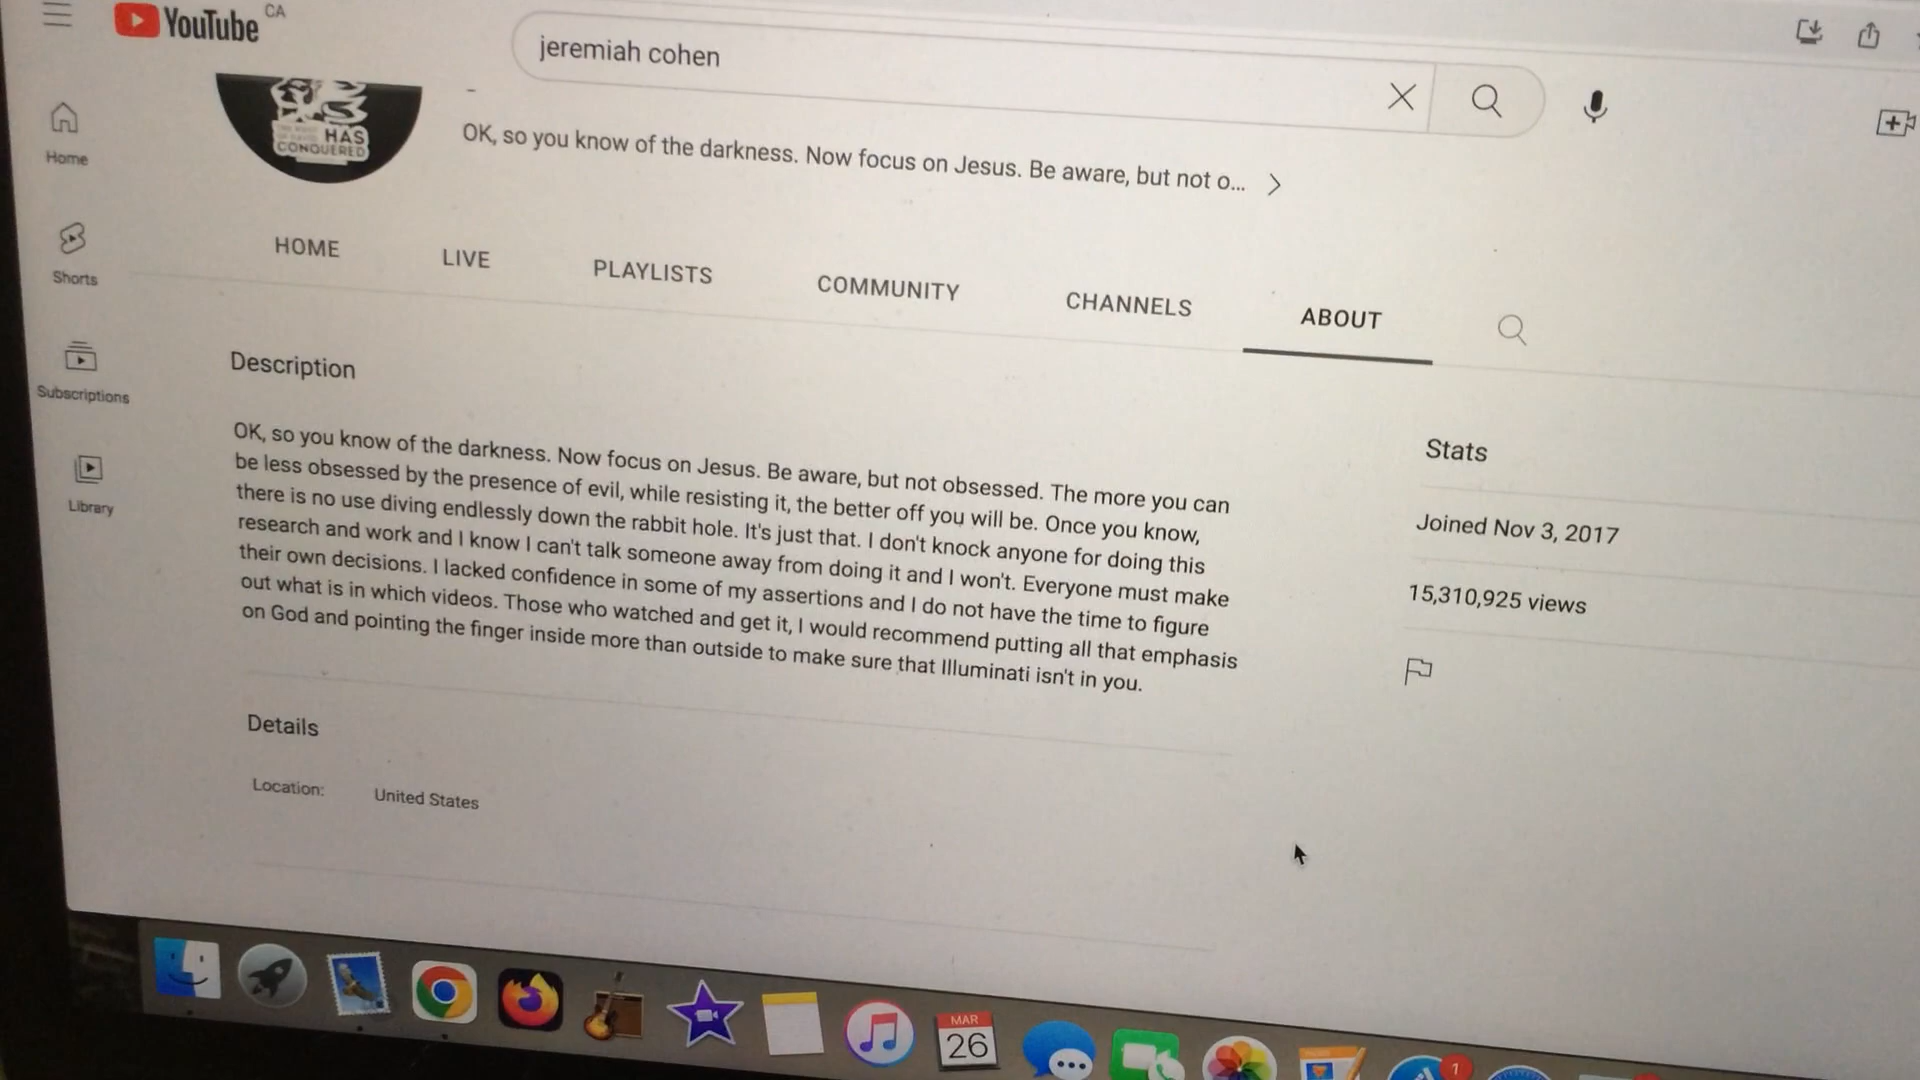 YouTube CA
jeremiah cohen
Home
HAS
CONQUERED
OK, so you know of the darkness. Now focus on Jesus. Be aware, but not o...
Shorts
HOME
LIVE
PLAYLISTS
COMMUNITY
CHANNELS
ABOUT
Subscriptions
Library
Description
OK, so you know of the darkness. Now focus on Jesus. Be aware, but not obsessed. The more you can
be less obsessed by the presence of evil, while resisting it, the better off you will be. Once you know,
there is no use diving endlessly down the rabbit hole. It's just that. I don't knock anyone for doing this
research and work and I know I can't talk someone away from doing it and I won't. Everyone must make
their own decisions. I lacked confidence in some of my assertions and I do not have the time to figure
out what is in which videos. Those who watched and get it, I would recommend putting all that emphasis
on God and pointing the finger inside more than outside to make sure that Illuminati isn't in you.
Stats
Joined Nov 3, 2017
15,310,925 views
Details
Location: United States
MAR
26
1